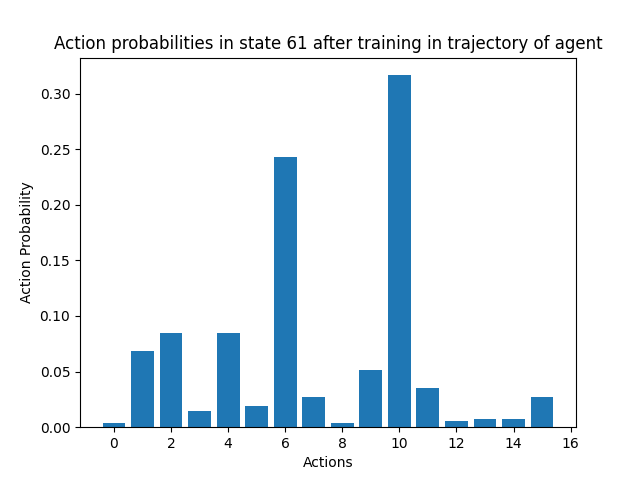 Action probabilities in state 61 after training in trajectory of agent
0.30
0.25
0.20
0.15
0.10
0.05
0.00
Action Probability
0 2 4 6 8 10 12 14 16
Actions